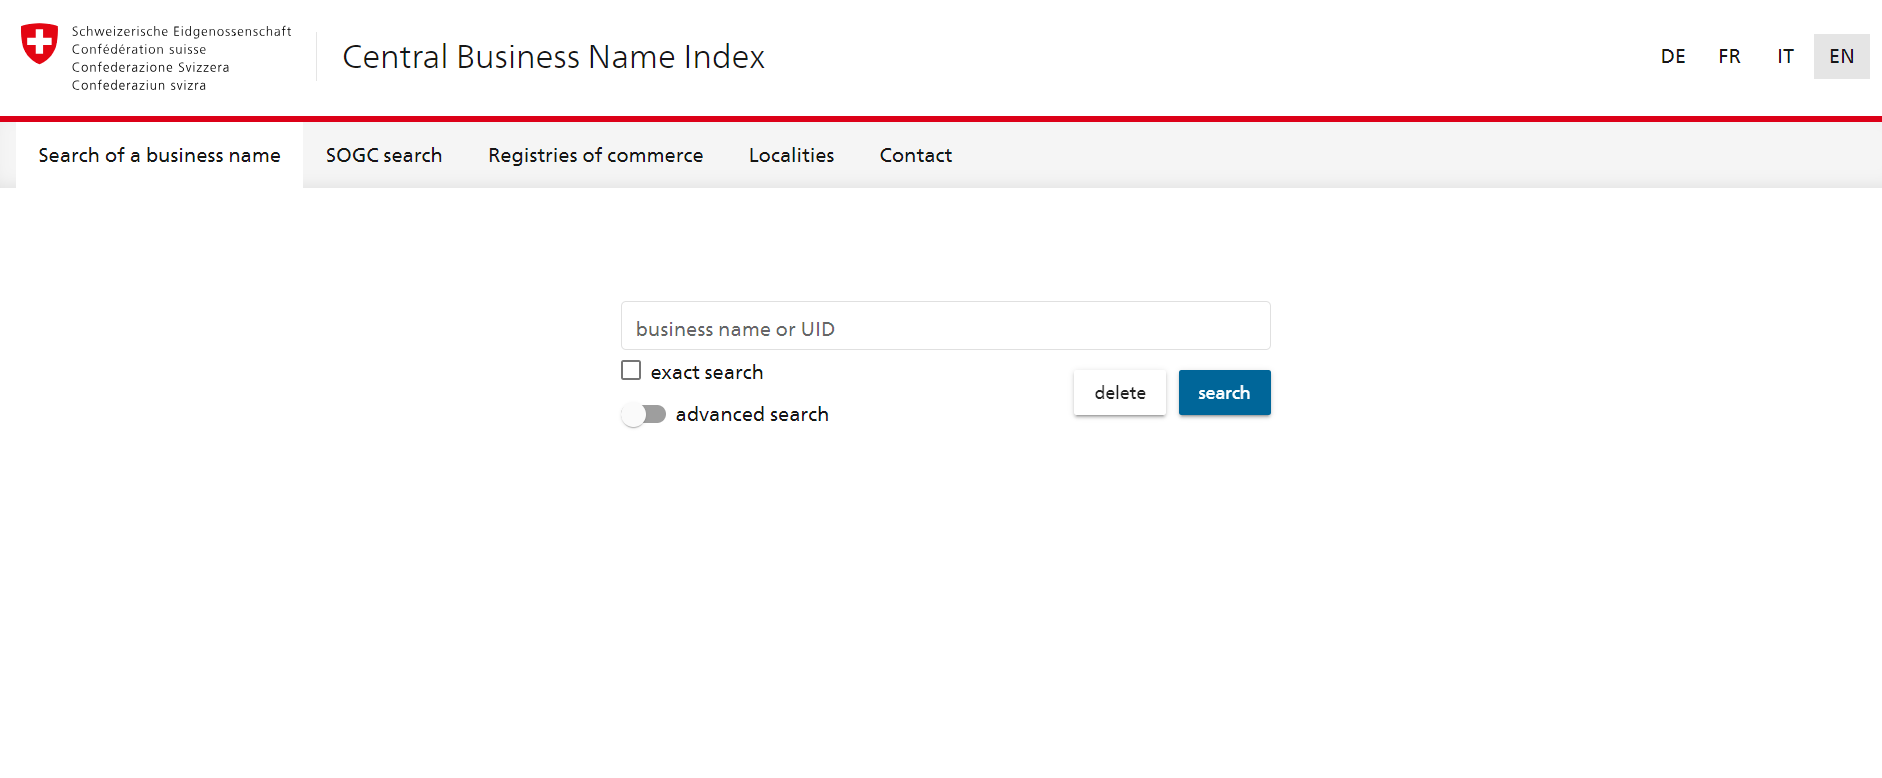 Schweizerische Eidgenossenschaft
Confédération suisse
Confederazione Svizzera
Confederaziun svizra
Central Business Name Index
DE FR IT EN
Search of a business name SOGC search Registries of commerce Localities Contact
business name or UID
exact search
delete search
advanced search